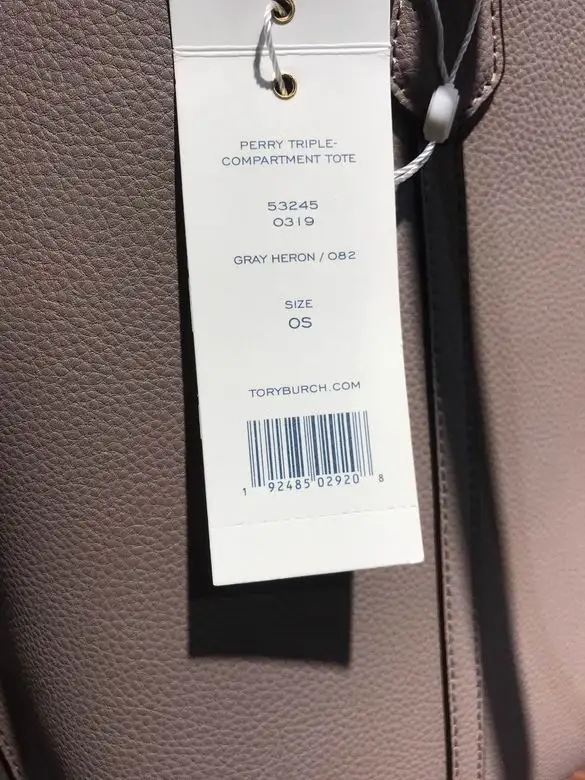 PERRY TRIPLE-
COMPARTMENT TOTE
53245
0319
GRAY HERON / 082
SIZE
OS
TORYBURCH.COM
1 92485 02920 8